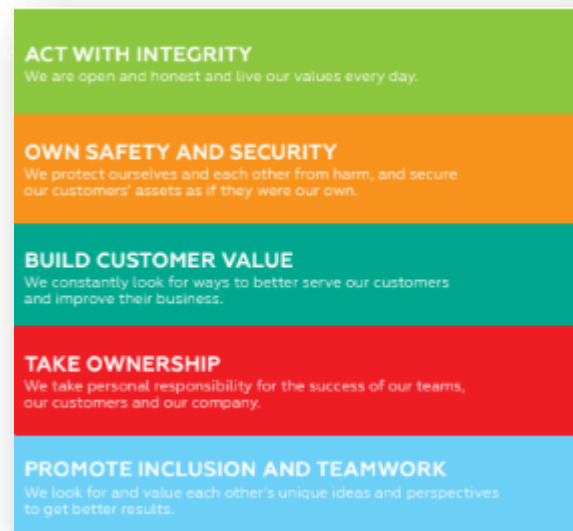 ACT WITH INTEGRITY
We are open and honest and live our values every day.
OWN SAFETY AND SECURITY
We protect ourselves and each other from harm, and secure
our customers' assets as if they were our own.
BUILD CUSTOMER VALUE
We constantly look for ways to better serve our customers
and improve their business.
TAKE OWNERSHIP
We take personal responsibility for the success of our teams,
our customers and our company.
PROMOTE INCLUSION AND TEAMWORK
We look for and value each other's unique ideas and perspectives
to get better results.